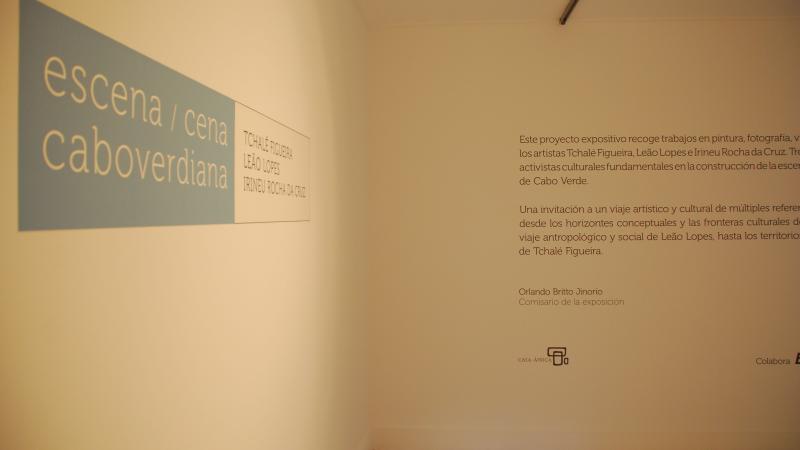 escena / cena
caboverdiana
TCHALÉ FIGUEIRA
LEÃO LOPES
IRINEU ROCHA DA CRUZ
Este proyecto expositivo recoge trabajos en pintura, fotografía, v
los artistas Tchalé Figueira, Leão Lopes e Irineu Rocha da Cruz. Tre
activistas culturales fundamentales en la construcción de la escen
de Cabo Verde.
Una invitación a un viaje artístico y cultural de múltiples referen
desde los horizontes conceptuales y las fronteras culturales de
viaje antropológico y social de Leão Lopes, hasta los territorios
de Tchalé Figueira.
Orlando Britto Jinorio
Comisario de la exposición
CASA ÁFRICA
Colabora